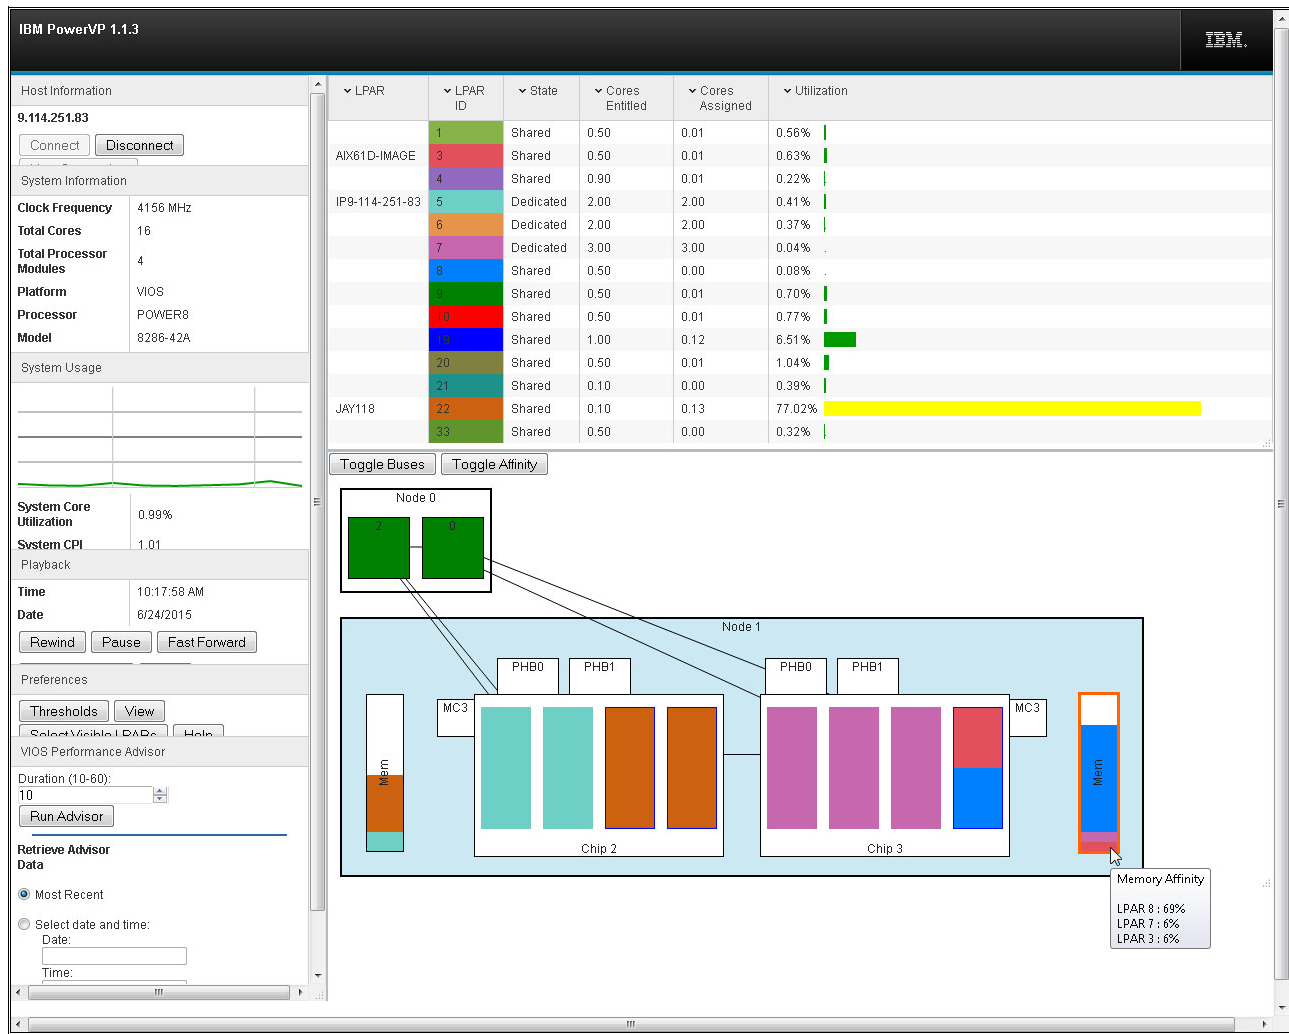 IBM PowerVP 1.1.3
IBM.
Host Information
9.114.251.83
Connect Disconnect
System Information
Clock Frequency 4156 MHz
Total Cores 16
Total Processor
Modules 4
Platform VIOS
Processor POWER8
Model 8286-42A
System Usage
System Core
Utilization 0.99%
System CPI 1.01
Playback
Time 10:17:58 AM
Date 6/24/2015
Rewind Pause Fast Forward
Preferences
Thresholds View
Select Visible LPARs Help
VIOS Performance Advisor
Duration (10-60):
10
Run Advisor
Retrieve Advisor
Data
Most Recent
Select date and time:
Date:
Time:
LPAR LPAR ID State Cores Entitled Cores Assigned Utilization
1 Shared 0.50 0.01 0.56%
AIX61D-IMAGE 3 Shared 0.50 0.01 0.63%
4 Shared 0.90 0.01 0.22%
IP9-114-251-83 5 Dedicated 2.00 2.00 0.41%
6 Dedicated 2.00 2.00 0.37%
7 Dedicated 3.00 3.00 0.04%
8 Shared 0.50 0.00 0.08%
9 Shared 0.50 0.01 0.70%
10 Shared 0.50 0.01 0.77%
19 Shared 1.00 0.12 6.51%
20 Shared 0.50 0.01 1.04%
21 Shared 0.10 0.00 0.39%
JAY118 22 Shared 0.10 0.13 77.02%
33 Shared 0.50 0.00 0.32%
Toggle Buses Toggle Affinity
Node 0
2 0
Node 1
PHB0 PHB1 PHB0 PHB1
MC3 MC3
Mem Mem
Chip 2 Chip 3
Memory Affinity
LPAR 8 : 69%
LPAR 7 : 6%
LPAR 3 : 6%